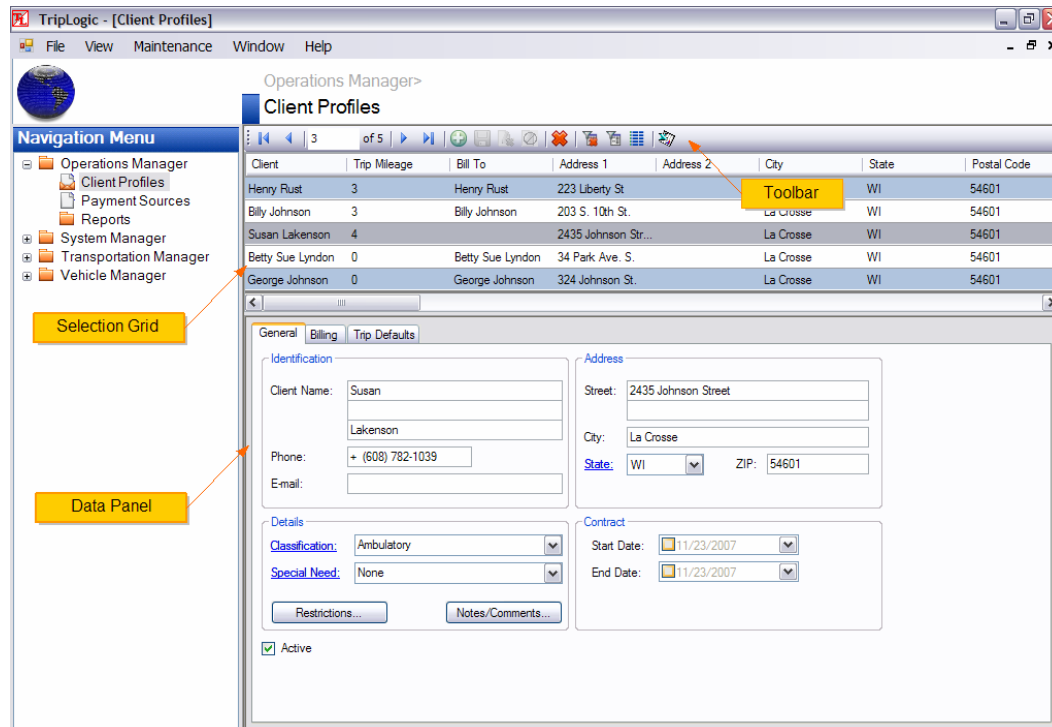 TripLogic - [Client Profiles]
File View Maintenance Window Help
Operations Manager>
Client Profiles
Navigation Menu
Operations Manager
Client Profiles
Payment Sources
Reports
System Manager
Transportation Manager
Vehicle Manager
3 of 5
Toolbar
Client Trip Mileage Bill To Address 1 Address 2 City State Postal Code
Henry Rust 3 Henry Rust 223 Liberty St WI 54601
Billy Johnson 3 Billy Johnson 203 S. 10th St. La Crosse WI 54601
Susan Lakenson 4 2435 Johnson Str... La Crosse WI 54601
Betty Sue Lyndon 0 Betty Sue Lyndon 34 Park Ave. S. La Crosse WI 54601
George Johnson 0 George Johnson 324 Johnson St. La Crosse WI 54601
Selection Grid
Data Panel
General Billing Trip Defaults
Identification
Client Name: Susan
Lakenson
Phone: + (608) 782-1039
E-mail:
Address
Street: 2435 Johnson Street
City: La Crosse
State: WI ZIP: 54601
Details
Classification: Ambulatory
Special Need: None
Restrictions... Notes/Comments...
Contract
Start Date: 11/23/2007
End Date: 11/23/2007
Active